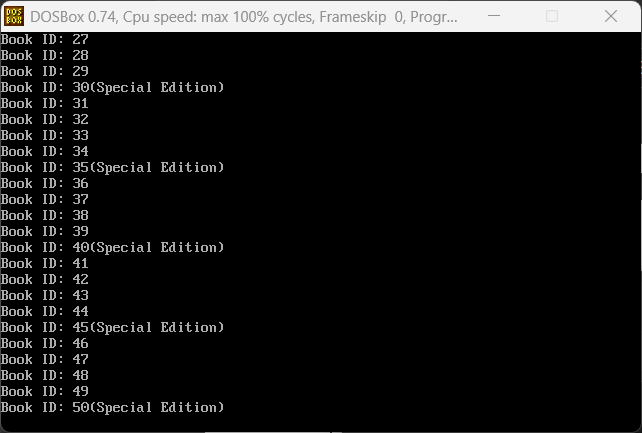 DOS
BOX
DOSBox 0.74, Cpu speed: max 100% cycles, Frameskip 0, Progr...
Book ID: 27
Book ID: 28
Book ID: 29
Book ID: 30(Special Edition)
Book ID: 31
Book ID: 32
Book ID: 33
Book ID: 34
Book ID: 35(Special Edition)
Book ID: 36
Book ID: 37
Book ID: 38
Book ID: 39
Book ID: 40(Special Edition)
Book ID: 41
Book ID: 42
Book ID: 43
Book ID: 44
Book ID: 45(Special Edition)
Book ID: 46
Book ID: 47
Book ID: 48
Book ID: 49
Book ID: 50(Special Edition)